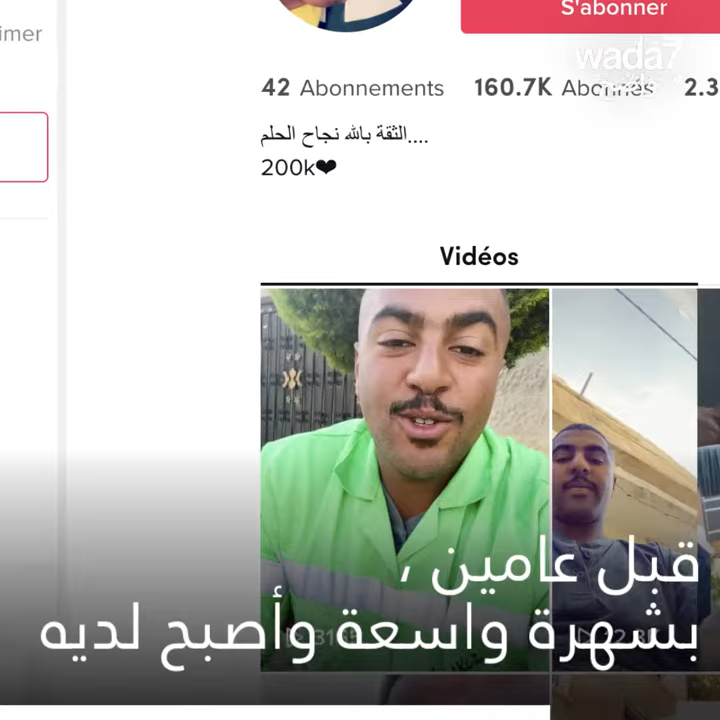 imer
S'abonner
wada7
42 Abonnements 160.7K Abonnés 2.3
الثقة بالله نجاح الحلم....
200k❤
Vidéos
قبل عامين ،
بشهرة واسعة وأصبح لديه